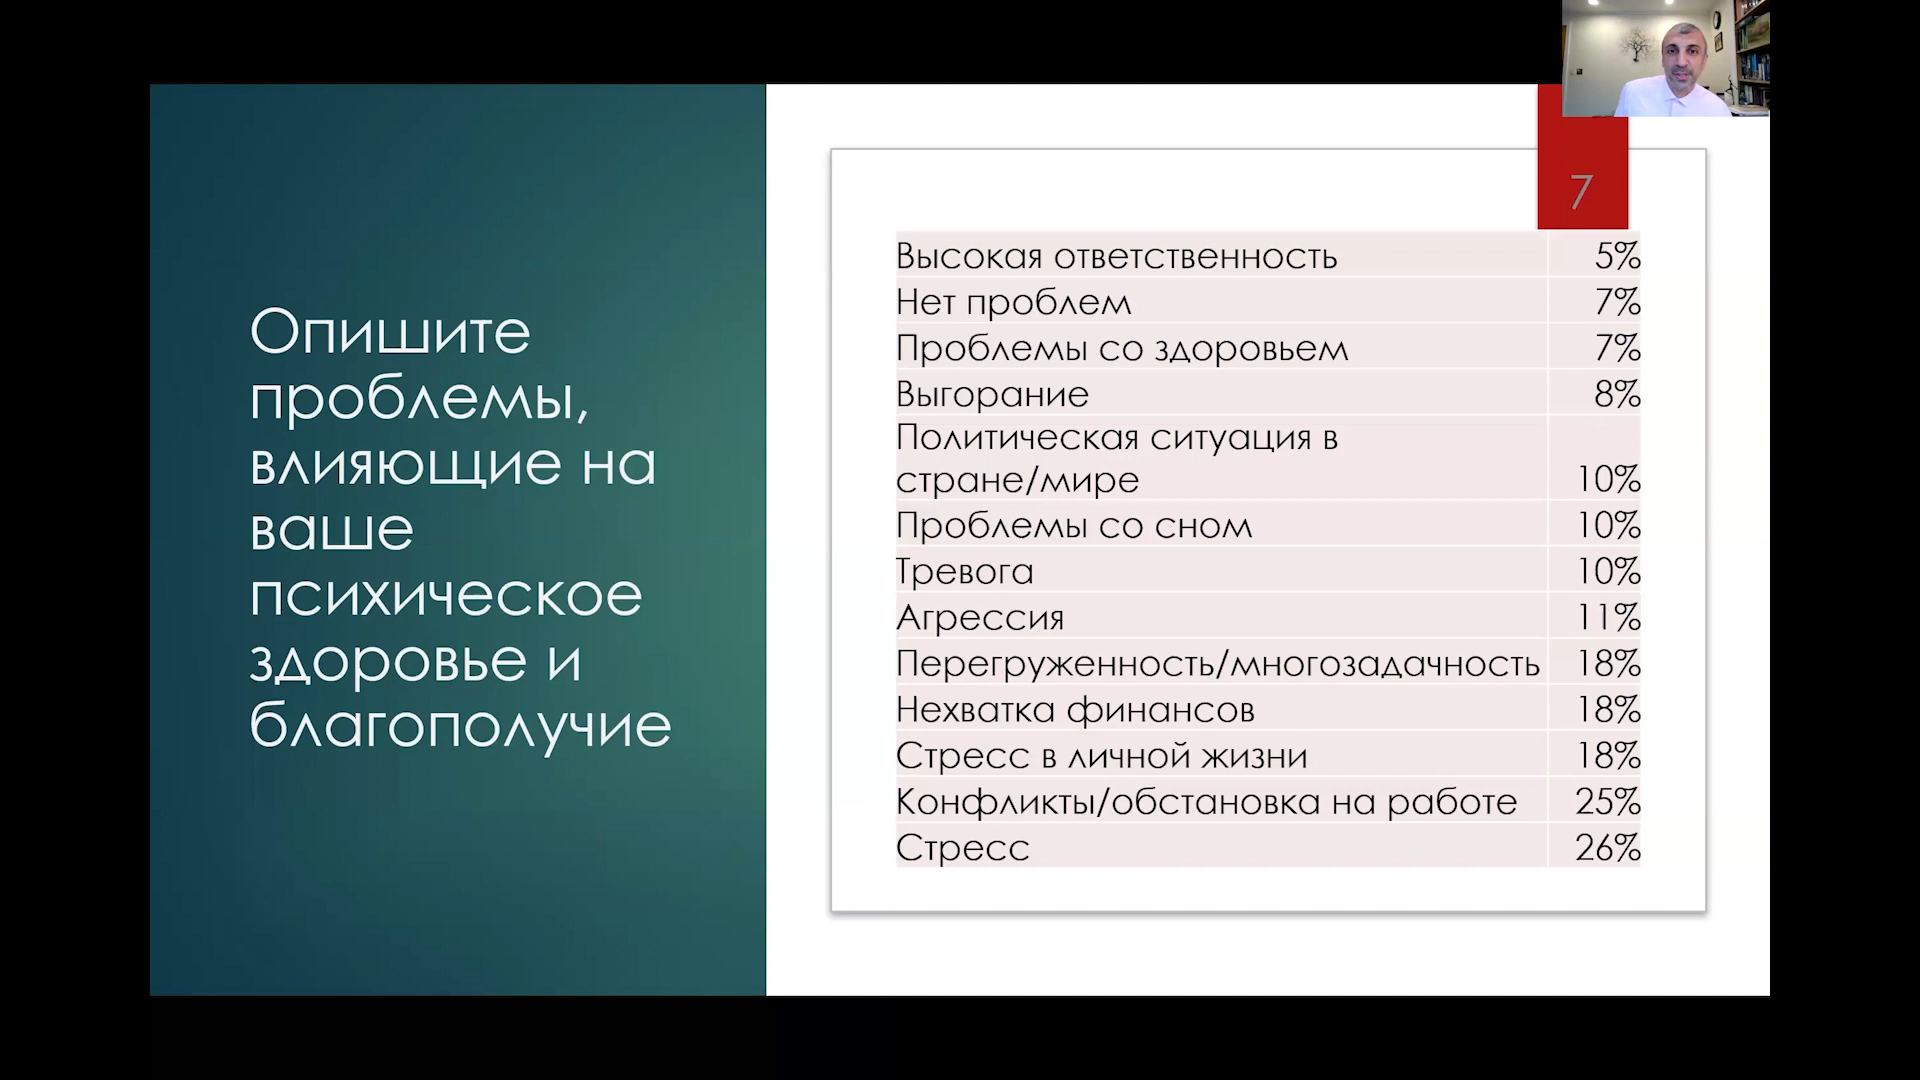 Опишите
проблемы,
влияющие на
ваше
психическое
здоровье и
благополучие
7
Высокая ответственность 5%
Нет проблем 7%
Проблемы со здоровьем 7%
Выгорание 8%
Политическая ситуация в
стране/мире 10%
Проблемы со сном 10%
Тревога 10%
Агрессия 11%
Перегруженность/многозадачность 18%
Нехватка финансов 18%
Стресс в личной жизни 18%
Конфликты/обстановка на работе 25%
Стресс 26%